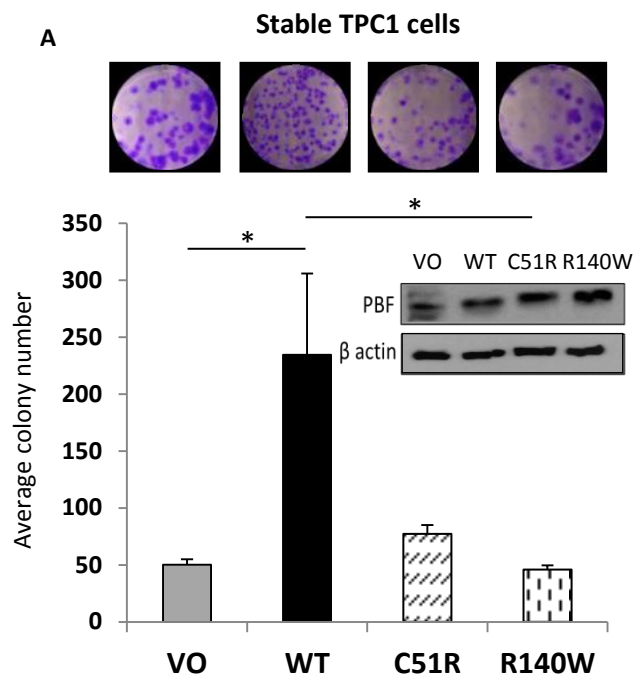 A
Stable TPC1 cells
350
300
250
200
150
100
50
0
Average colony number
*
*
VO WT C51R R140W
PBF
β actin
VO WT C51R R140W